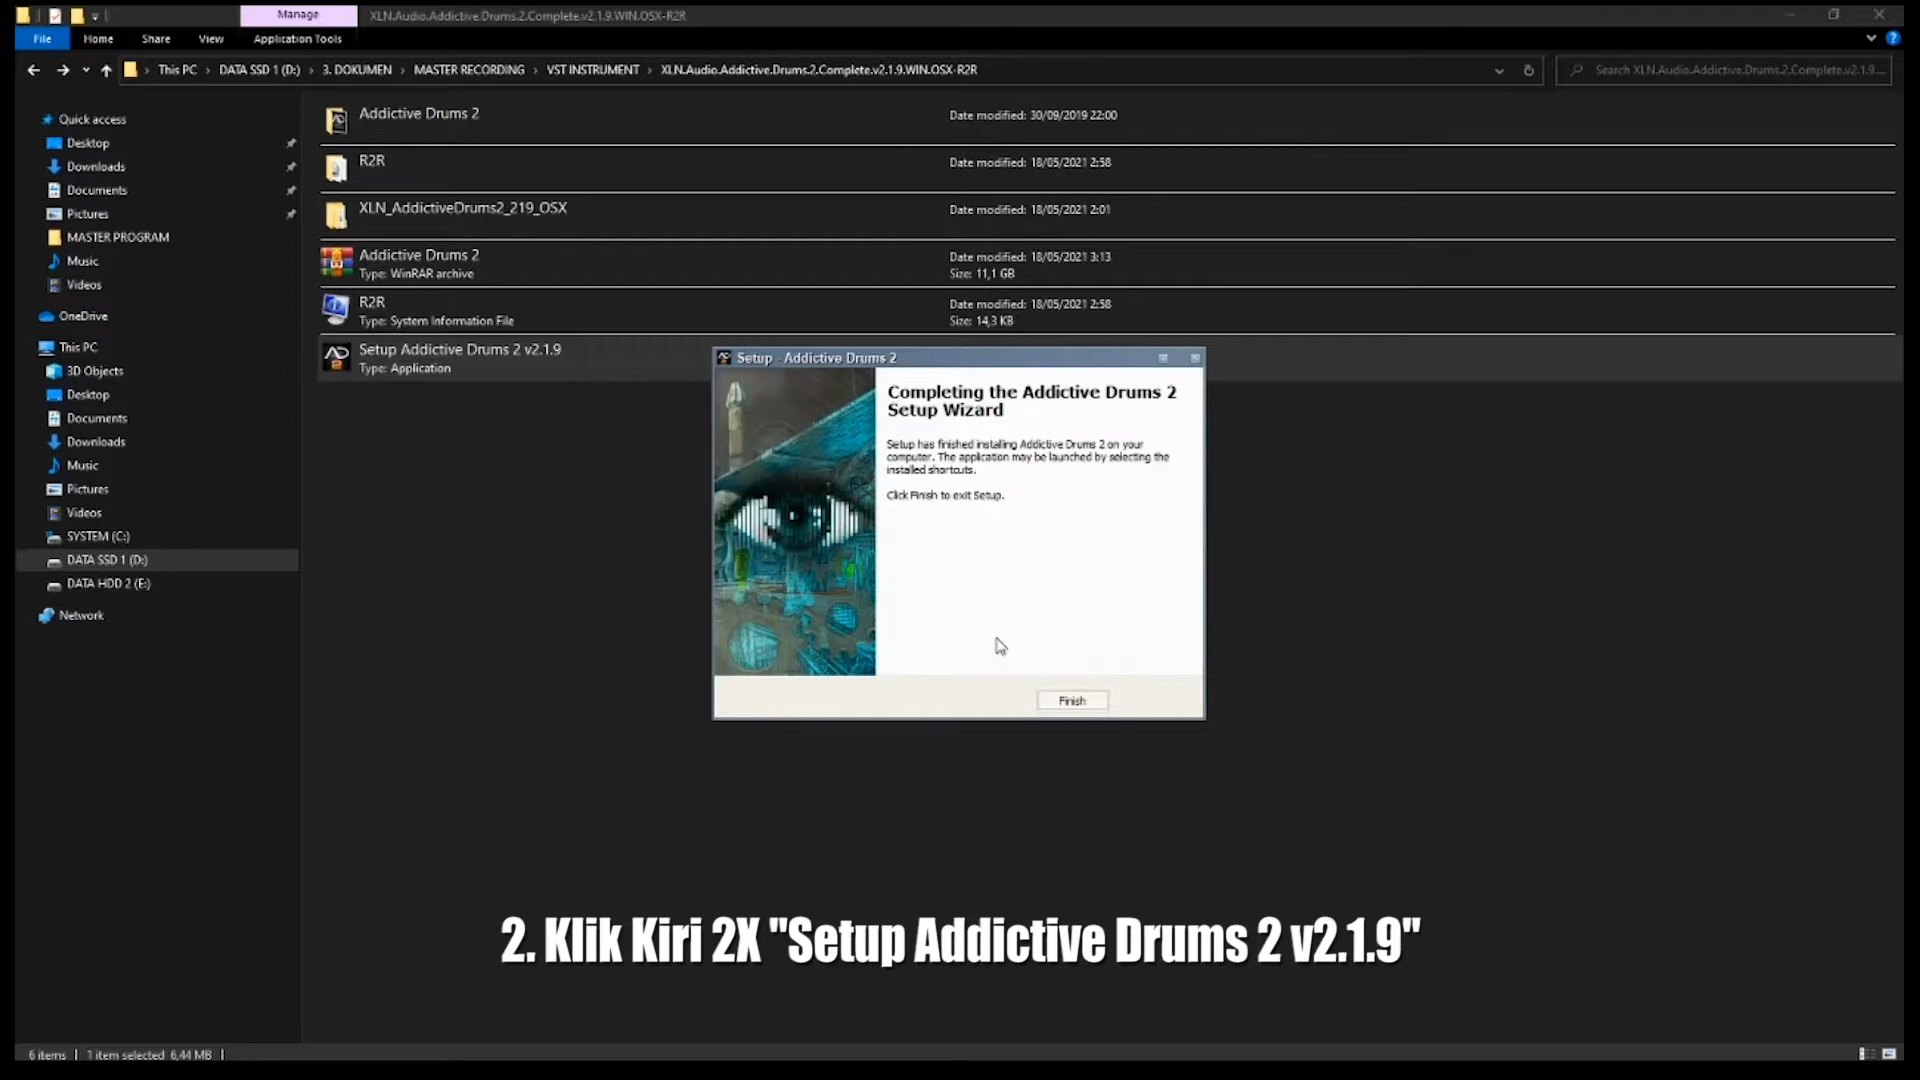 Manage
XLN.Audio.Addictive.Drums.2.Complete.v2.1.9.WIN.OSX-R2R
File
Home
Share
View
Application Tools
This PC > DATA SSD 1 (D:) > 3. DOKUMEN > MASTER RECORDING > VST INSTRUMENT > XLN.Audio.Addictive.Drums.2.Complete.v2.1.9.WIN.OSX-R2R
Search XLN.Audio.Addictive.Drums.2.Complete.v2.1.9....
Quick access
Desktop
Downloads
Documents
Pictures
MASTER PROGRAM
Music
Videos
OneDrive
This PC
3D Objects
Desktop
Documents
Downloads
Music
Pictures
Videos
SYSTEM (C:)
DATA SSD 1 (D:)
DATA HDD 2 (E:)
Network
Addictive Drums 2
Date modified: 30/09/2019 22:00
R2R
Date modified: 18/05/2021 2:58
XLN_AddictiveDrums2_219_OSX
Date modified: 18/05/2021 2:01
Addictive Drums 2
Type: WinRAR archive
Date modified: 18/05/2021 3:13
Size: 11,1 GB
R2R
Type: System Information File
Date modified: 18/05/2021 2:58
Size: 14,3 KB
Setup Addictive Drums 2 v2.1.9
Type: Application
Setup - Addictive Drums 2
Completing the Addictive Drums 2
Setup Wizard
Setup has finished installing Addictive Drums 2 on your
computer. The application may be launched by selecting the
installed shortcuts.
Click Finish to exit Setup.
Finish
2. Klik Kiri 2X "Setup Addictive Drums 2 v2.1.9"
6 items
1 item selected 6,44 MB